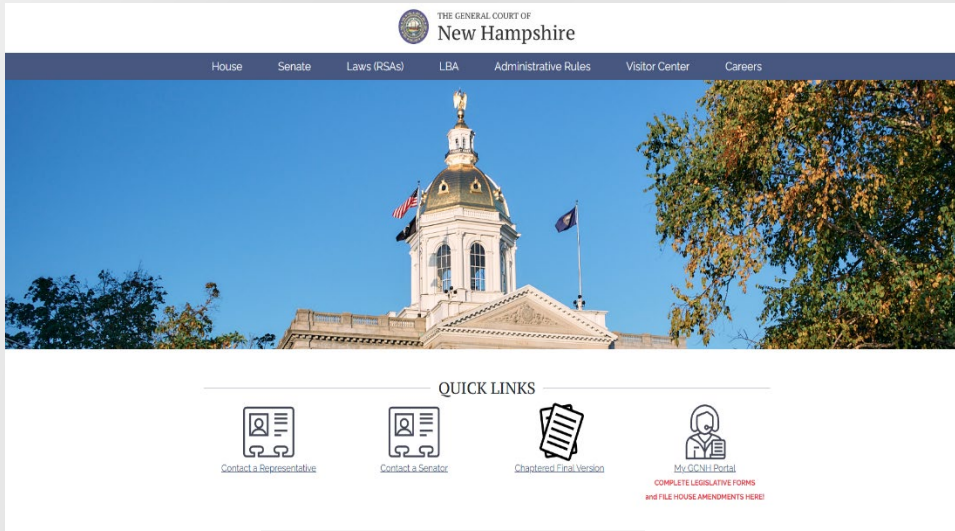 THE GENERAL COURT OF
New Hampshire
House Senate Laws (RSAs) LBA Administrative Rules Visitor Center Careers
QUICK LINKS
Contact a Representative Contact a Senator Chaptered Final Version My GCNH Portal
COMPLETE LEGISLATIVE FORMS
and FILE HOUSE AMENDMENTS HERE!